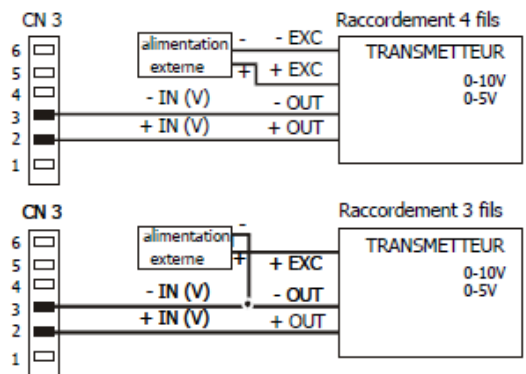 CN 3
Raccordement 4 fils
6
5
4
3
2
1
alimentation
externe
-
+
- EXC
+ EXC
- IN (V)
- OUT
+ IN (V)
+ OUT
TRANSMETTEUR
0-10V
0-5V
CN 3
Raccordement 3 fils
6
5
4
3
2
1
alimentation
externe
-
+
+ EXC
- IN (V)
- OUT
+ IN (V)
+ OUT
TRANSMETTEUR
0-10V
0-5V